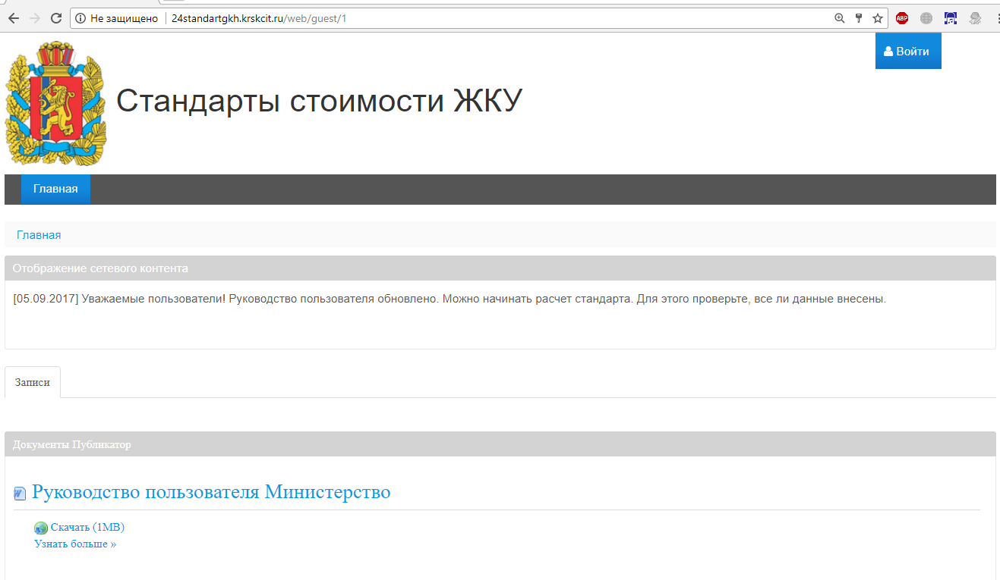 Не защищено 24standartgkh.krskcit.ru/web/guest/1
ABP
Войти
Стандарты стоимости ЖКУ
Главная
Главная
Отображение сетевого контента
[05.09.2017] Уважаемые пользователи! Руководство пользователя обновлено. Можно начинать расчет стандарта. Для этого проверьте, все ли данные внесены.
Записи
Документы Публикатор
Руководство пользователя Министерство
Скачать (1MB)
Узнать больше »